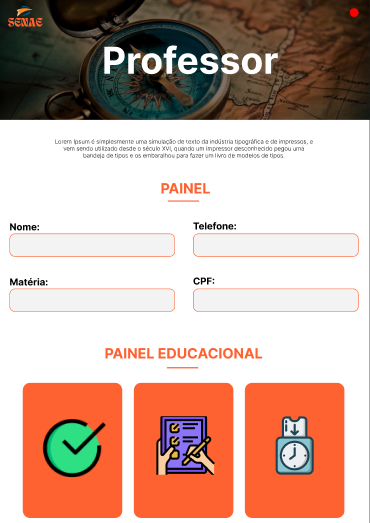 SENAC
Professor
Lorem Ipsum é simplesmente uma simulação de texto da indústria tipográfica e de impressos, e
vem sendo utilizado desde o século XVI, quando um impressor desconhecido pegou uma
bandeja de tipos e os embaralhou para fazer um livro de modelos de tipos.
PAINEL
Nome:
Telefone:
Matéria:
CPF:
PAINEL EDUCACIONAL